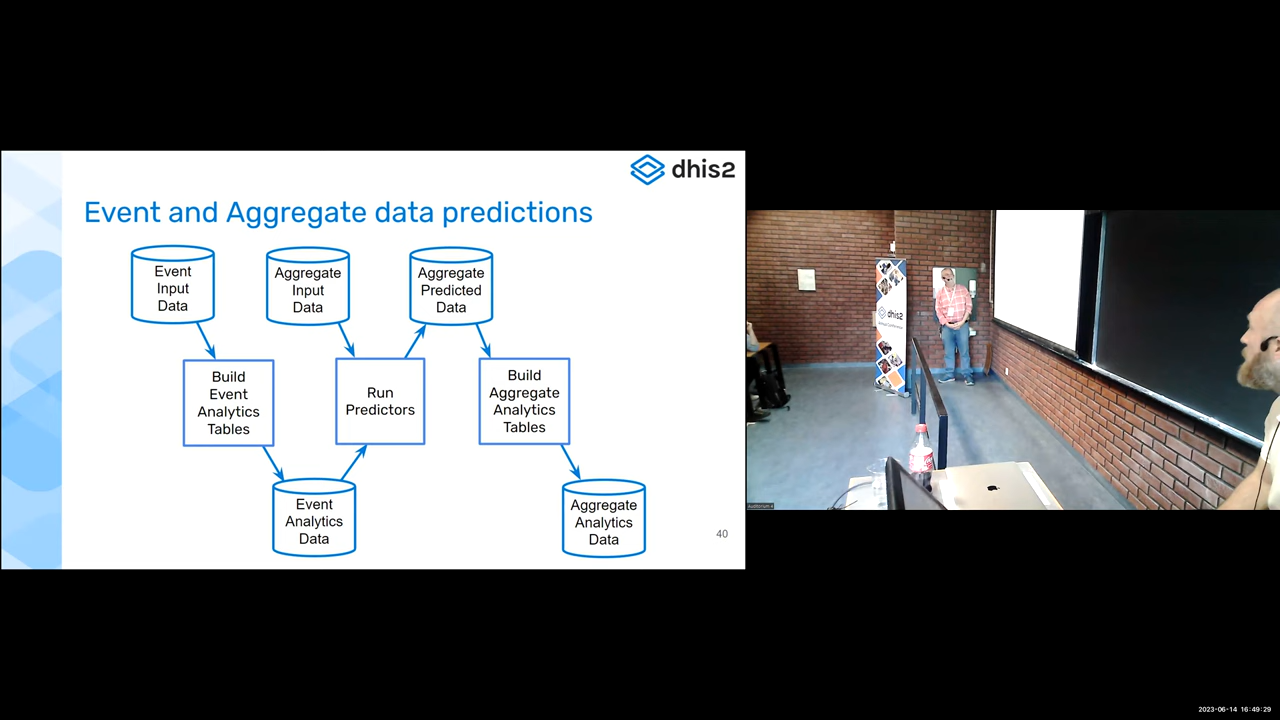 dhis2
Event and Aggregate data predictions
Event
Input
Data
Aggregate
Input
Data
Aggregate
Predicted
Data
Build
Event
Analytics
Tables
Run
Predictors
Build
Aggregate
Analytics
Tables
Event
Analytics
Data
Aggregate
Analytics
Data
40
dhis2
2023-06-14 16:49:29